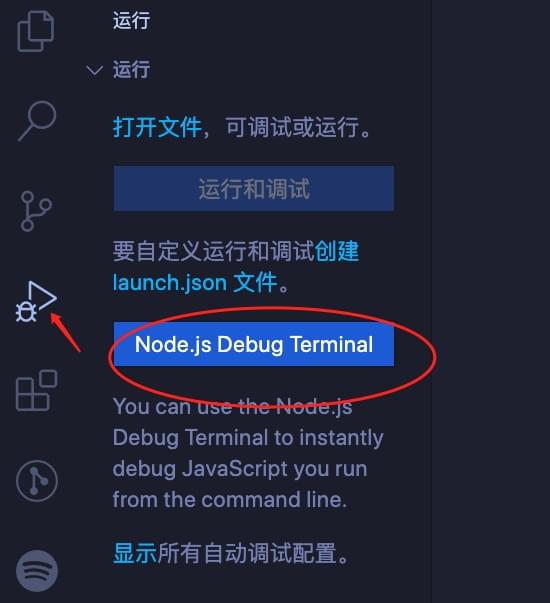 运行
运行
打开文件，可调试或运行。
运行和调试
要自定义运行和调试创建
launch.json 文件。
Node.js Debug Terminal
You can use the Node.js
Debug Terminal to instantly
debug JavaScript you run
from the command line.
显示所有自动调试配置。